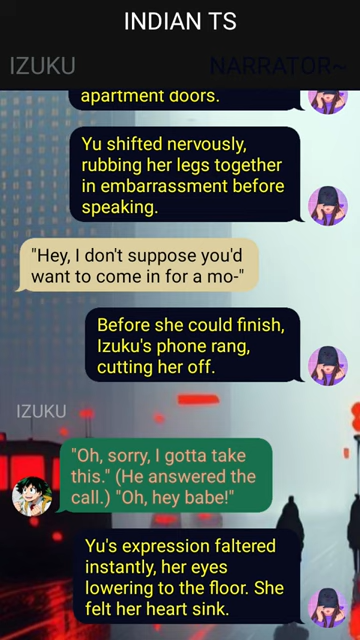 INDIAN TS
IZUKU NARRATOR~
apartment doors.
Yu shifted nervously,
rubbing her legs together
in embarrassment before
speaking.
"Hey, I don't suppose you'd
want to come in for a mo-"
Before she could finish,
Izuku's phone rang,
cutting her off.
IZUKU
"Oh, sorry, I gotta take
this." (He answered the
call.) "Oh, hey babe!"
Yu's expression faltered
instantly, her eyes
lowering to the floor. She
felt her heart sink.